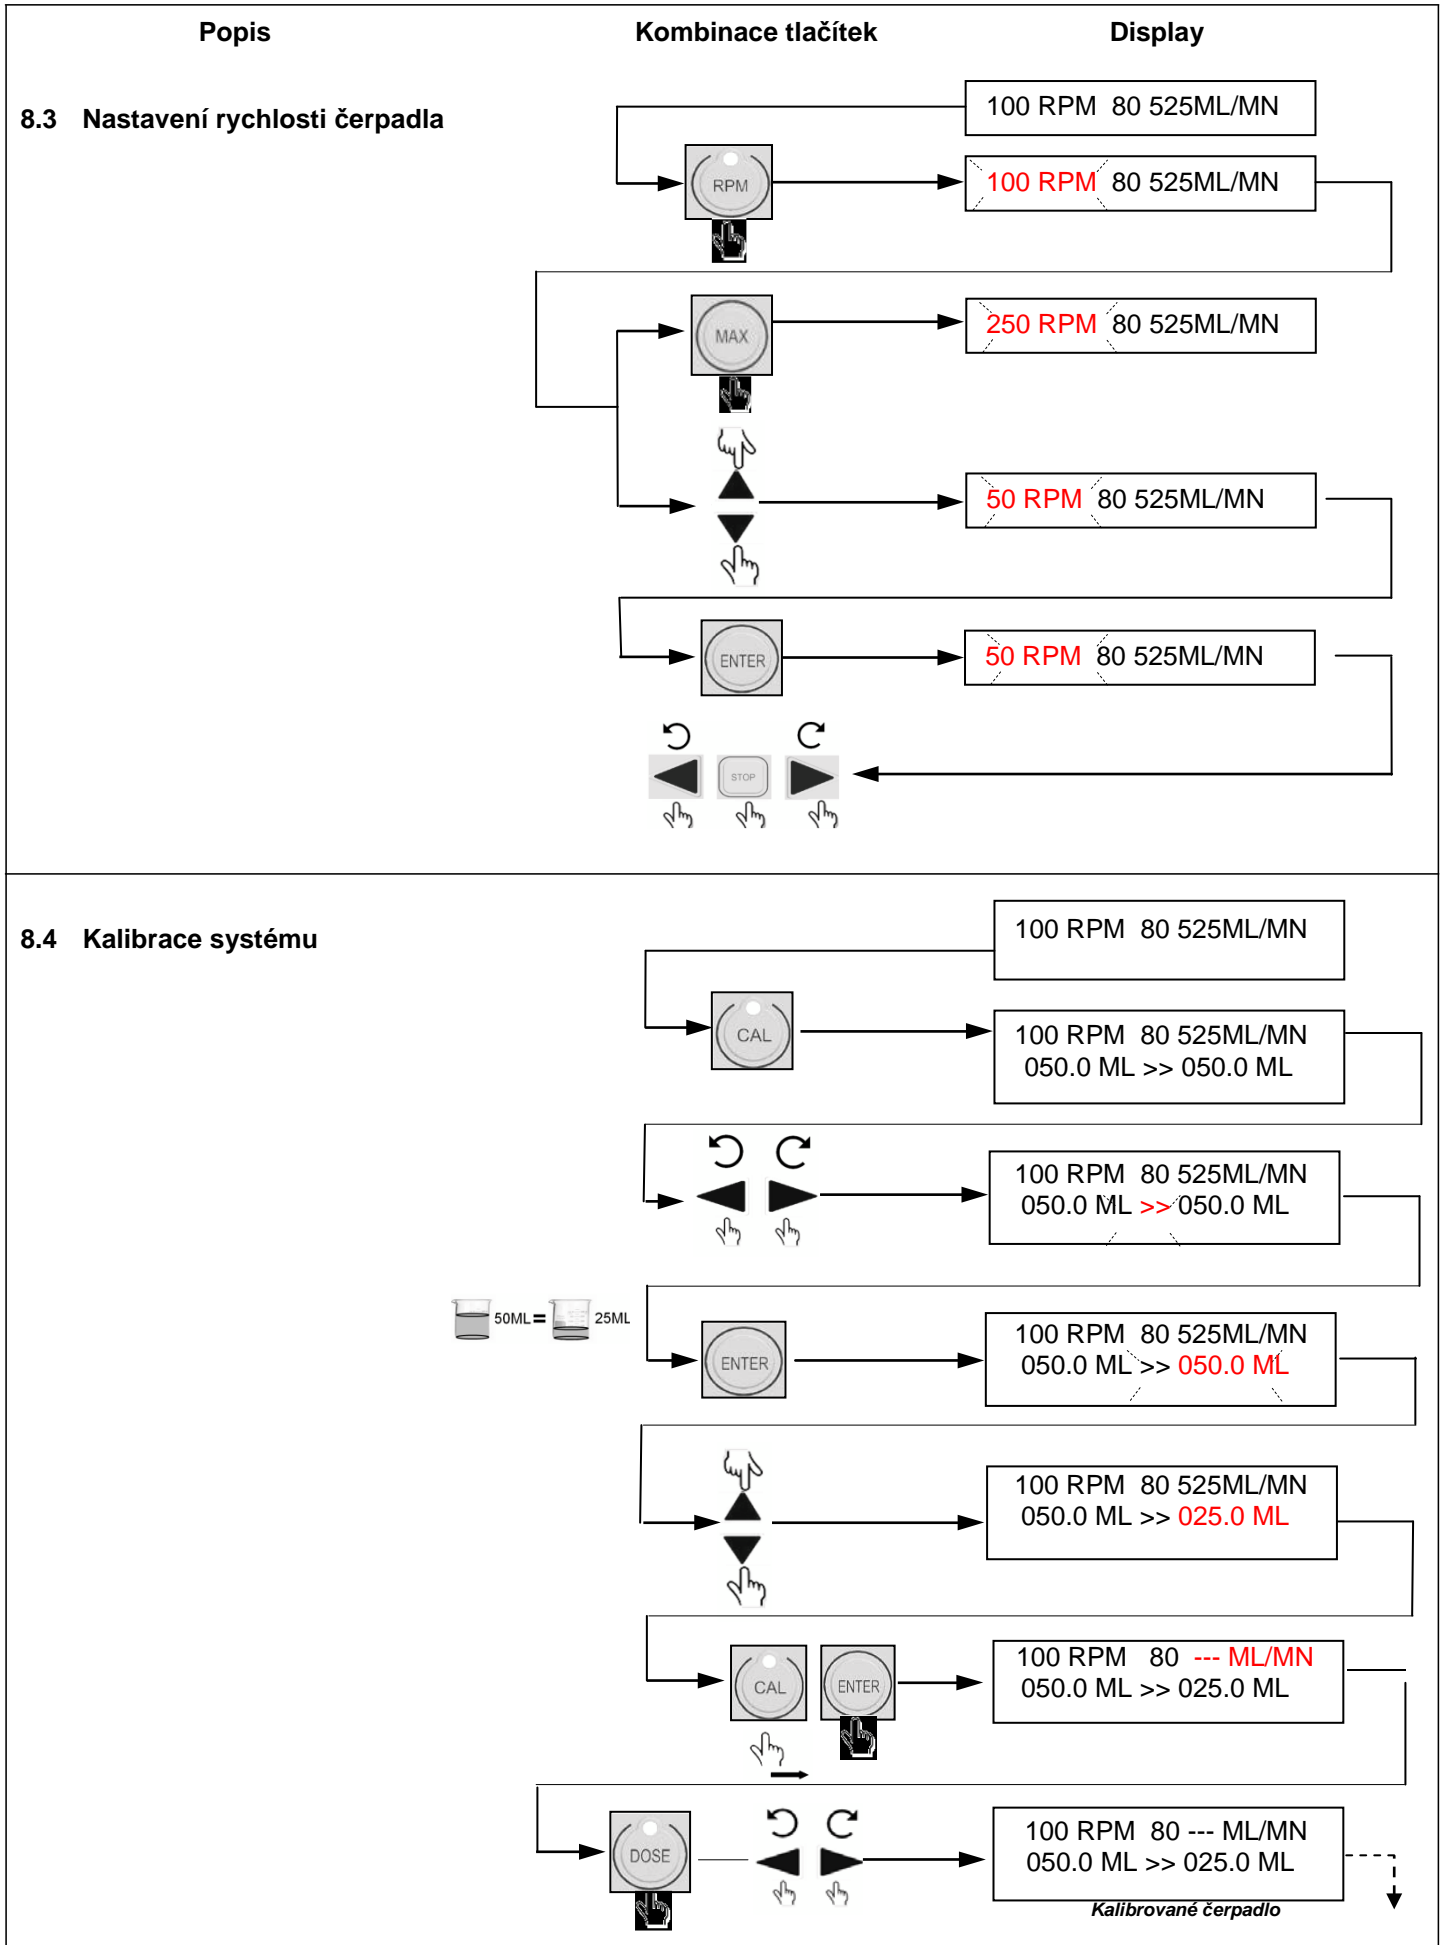 Popis Kombinace tlačítek Display
8.3 Nastavení rychlosti čerpadla
100 RPM 80 525ML/MN
RPM
100 RPM 80 525ML/MN
MAX
250 RPM 80 525ML/MN
50 RPM 80 525ML/MN
ENTER
50 RPM 80 525ML/MN
STOP
8.4 Kalibrace systému
100 RPM 80 525ML/MN
CAL
100 RPM 80 525ML/MN
050.0 ML >> 050.0 ML
100 RPM 80 525ML/MN
050.0 ML >> 050.0 ML
50ML = 25ML
ENTER
100 RPM 80 525ML/MN
050.0 ML >> 050.0 ML
100 RPM 80 525ML/MN
050.0 ML >> 025.0 ML
CAL ENTER
100 RPM 80 --- ML/MN
050.0 ML >> 025.0 ML
DOSE
100 RPM 80 --- ML/MN
050.0 ML >> 025.0 ML
Kalibrované čerpadlo